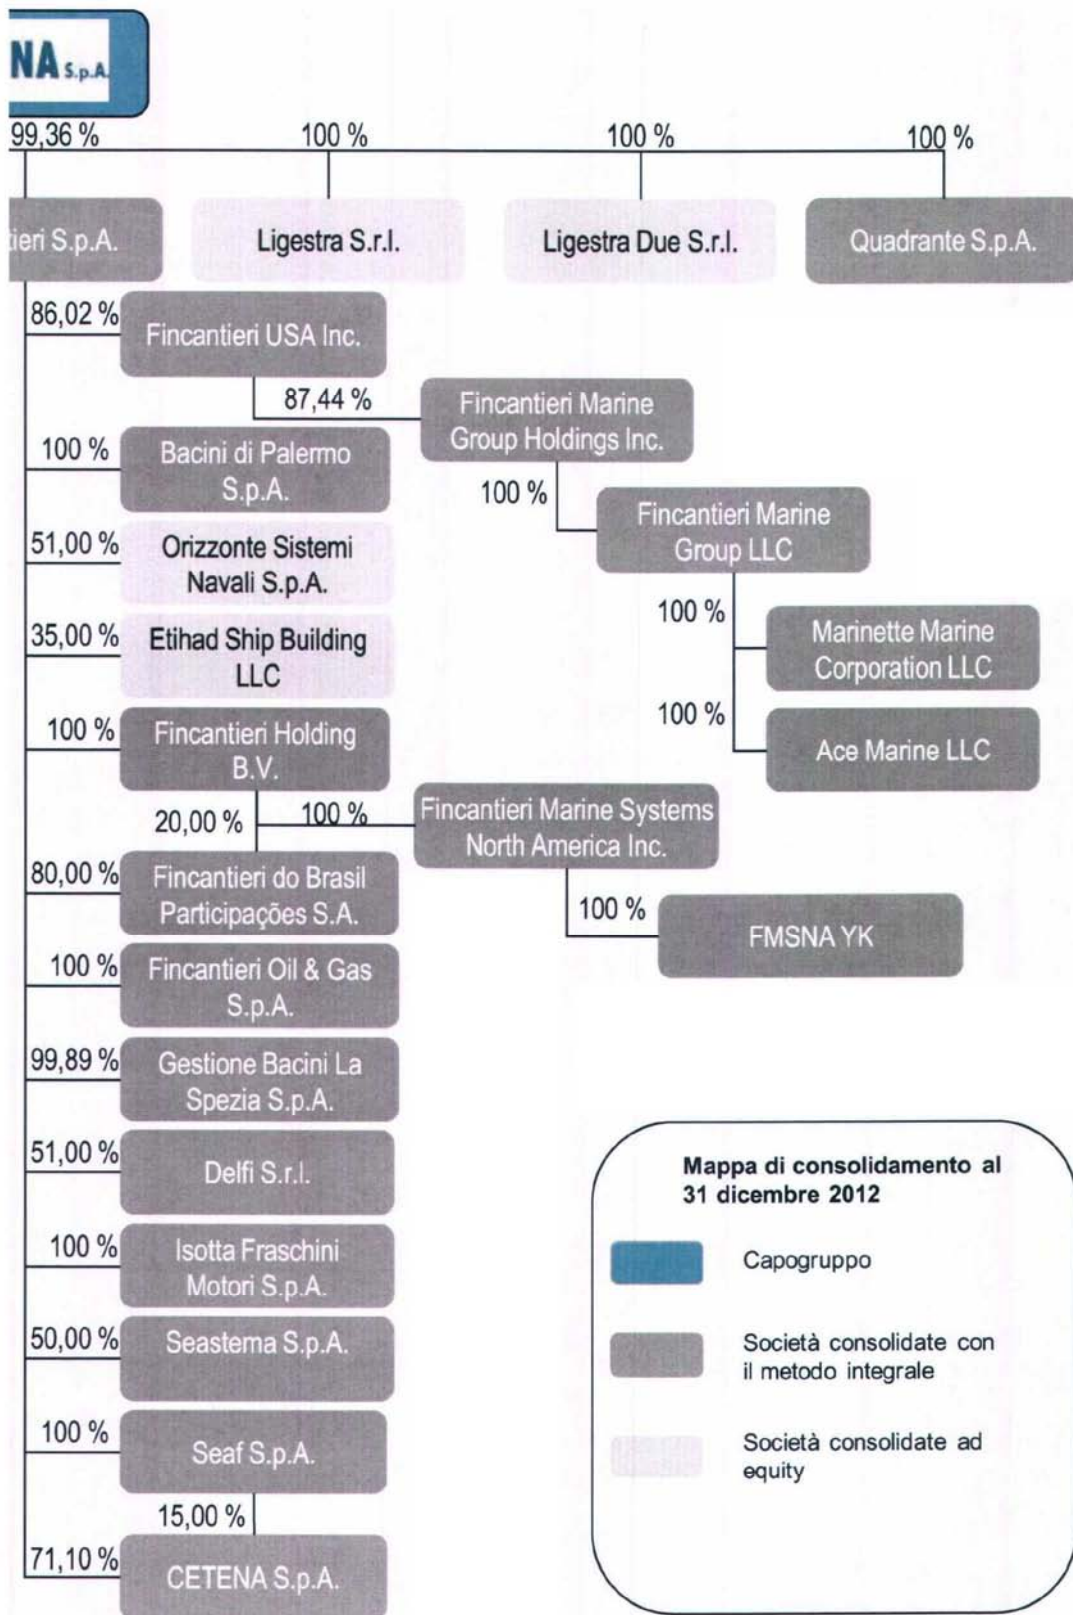 NA S.p.A.
99,36 %
100 %
100 %
100 %
tieri S.p.A.
Ligestra S.r.l.
Ligestra Due S.r.l.
Quadrante S.p.A.
86,02 %
Fincantieri USA Inc.
87,44 %
Fincantieri Marine
Group Holdings Inc.
100 %
Bacini di Palermo
S.p.A.
100 %
Fincantieri Marine
Group LLC
51,00 %
Orizzonte Sistemi
Navali S.p.A.
100 %
Marinette Marine
Corporation LLC
35,00 %
Etihad Ship Building
LLC
100 %
Ace Marine LLC
100 %
Fincantieri Holding
B.V.
20,00 %
100 %
Fincantieri Marine Systems
North America Inc.
80,00 %
Fincantieri do Brasil
Participações S.A.
100 %
FMSNA YK
100 %
Fincantieri Oil & Gas
S.p.A.
99,89 %
Gestione Bacini La
Spezia S.p.A.
51,00 %
Delfi S.r.l.
100 %
Isotta Fraschini
Motori S.p.A.
50,00 %
Seastema S.p.A.
100 %
Seaf S.p.A.
15,00 %
71,10 %
CETENA S.p.A.
Mappa di consolidamento al
31 dicembre 2012
Capogruppo
Società consolidate con
il metodo integrale
Società consolidate ad
equity